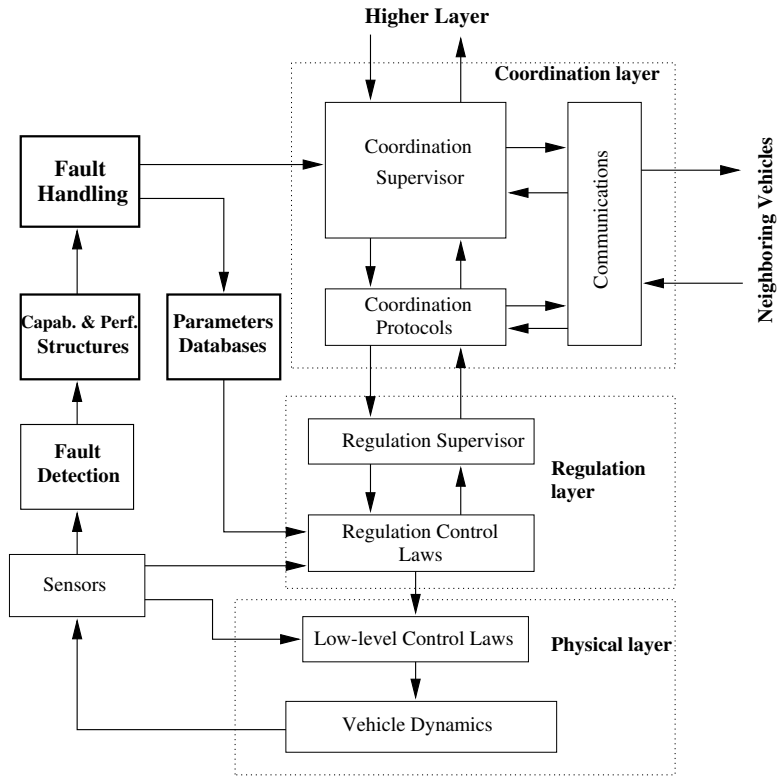 Higher Layer
Coordination layer
Coordination
Supervisor
Fault
Handling
Communications
Neighboring Vehicles
Capab. & Perf.
Structures
Parameters
Databases
Coordination
Protocols
Fault
Detection
Regulation Supervisor
Regulation
layer
Regulation Control
Laws
Sensors
Low-level Control Laws
Physical layer
Vehicle Dynamics